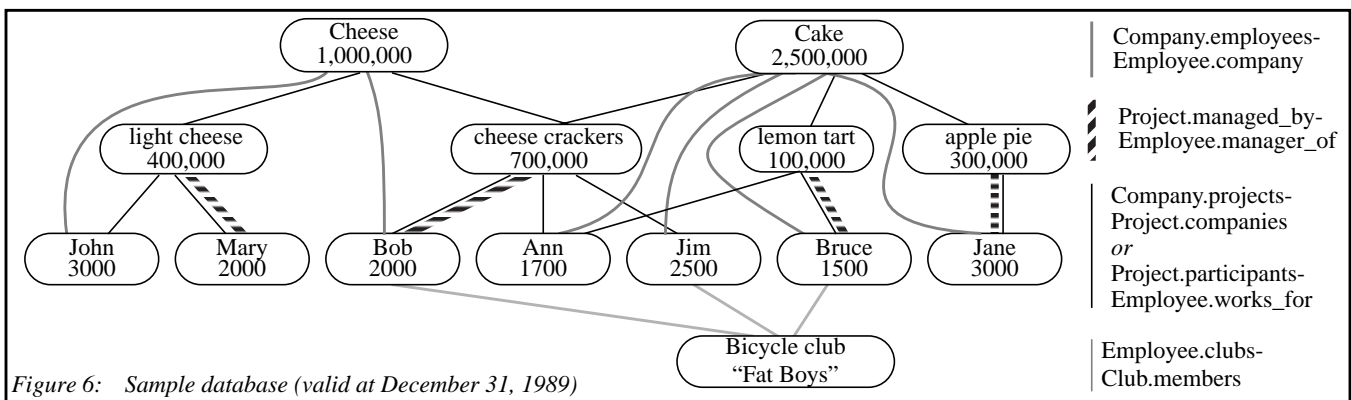 Cheese
1,000,000
Cake
2,500,000
light cheese
400,000
cheese crackers
700,000
lemon tart
100,000
apple pie
300,000
John
3000
Mary
2000
Bob
2000
Ann
1700
Jim
2500
Bruce
1500
Jane
3000
Bicycle club
“Fat Boys”
Company.employees-
Employee.company
Project.managed_by-
Employee.manager_of
Company.projects-
Project.companies
or
Project.participants-
Employee.works_for
Employee.clubs-
Club.members
Figure 6: Sample database (valid at December 31, 1989)